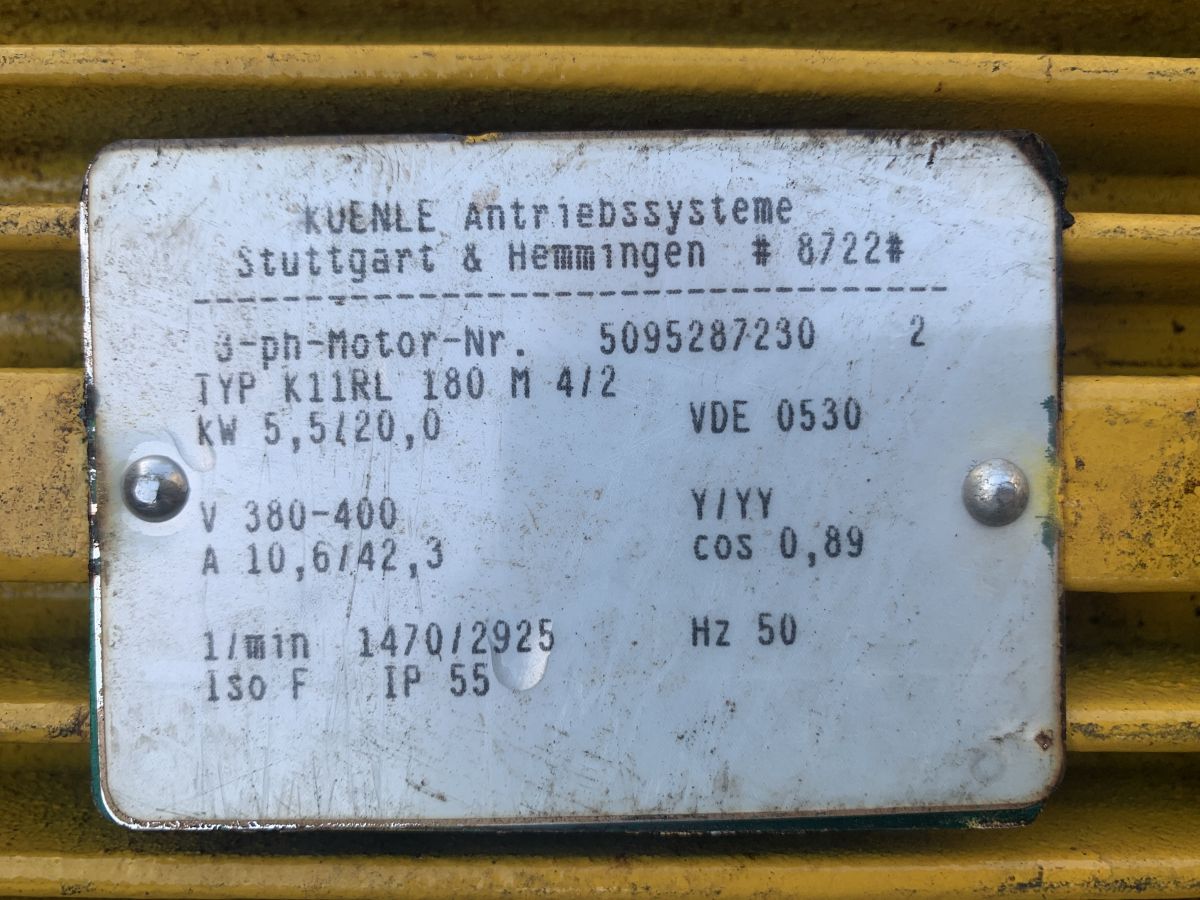 KUENLE Antriebssysteme
Stuttgart & Hemmingen # 8722#
3-ph-Motor-Nr. 5095287230 2
TYP K11RL 180 M 4/2
kW 5,5/20,0 VDE 0530
V 380-400 Y/YY
A 10,6/42,3 cos 0,89
1/min 1470/2925 Hz 50
Iso F IP 55